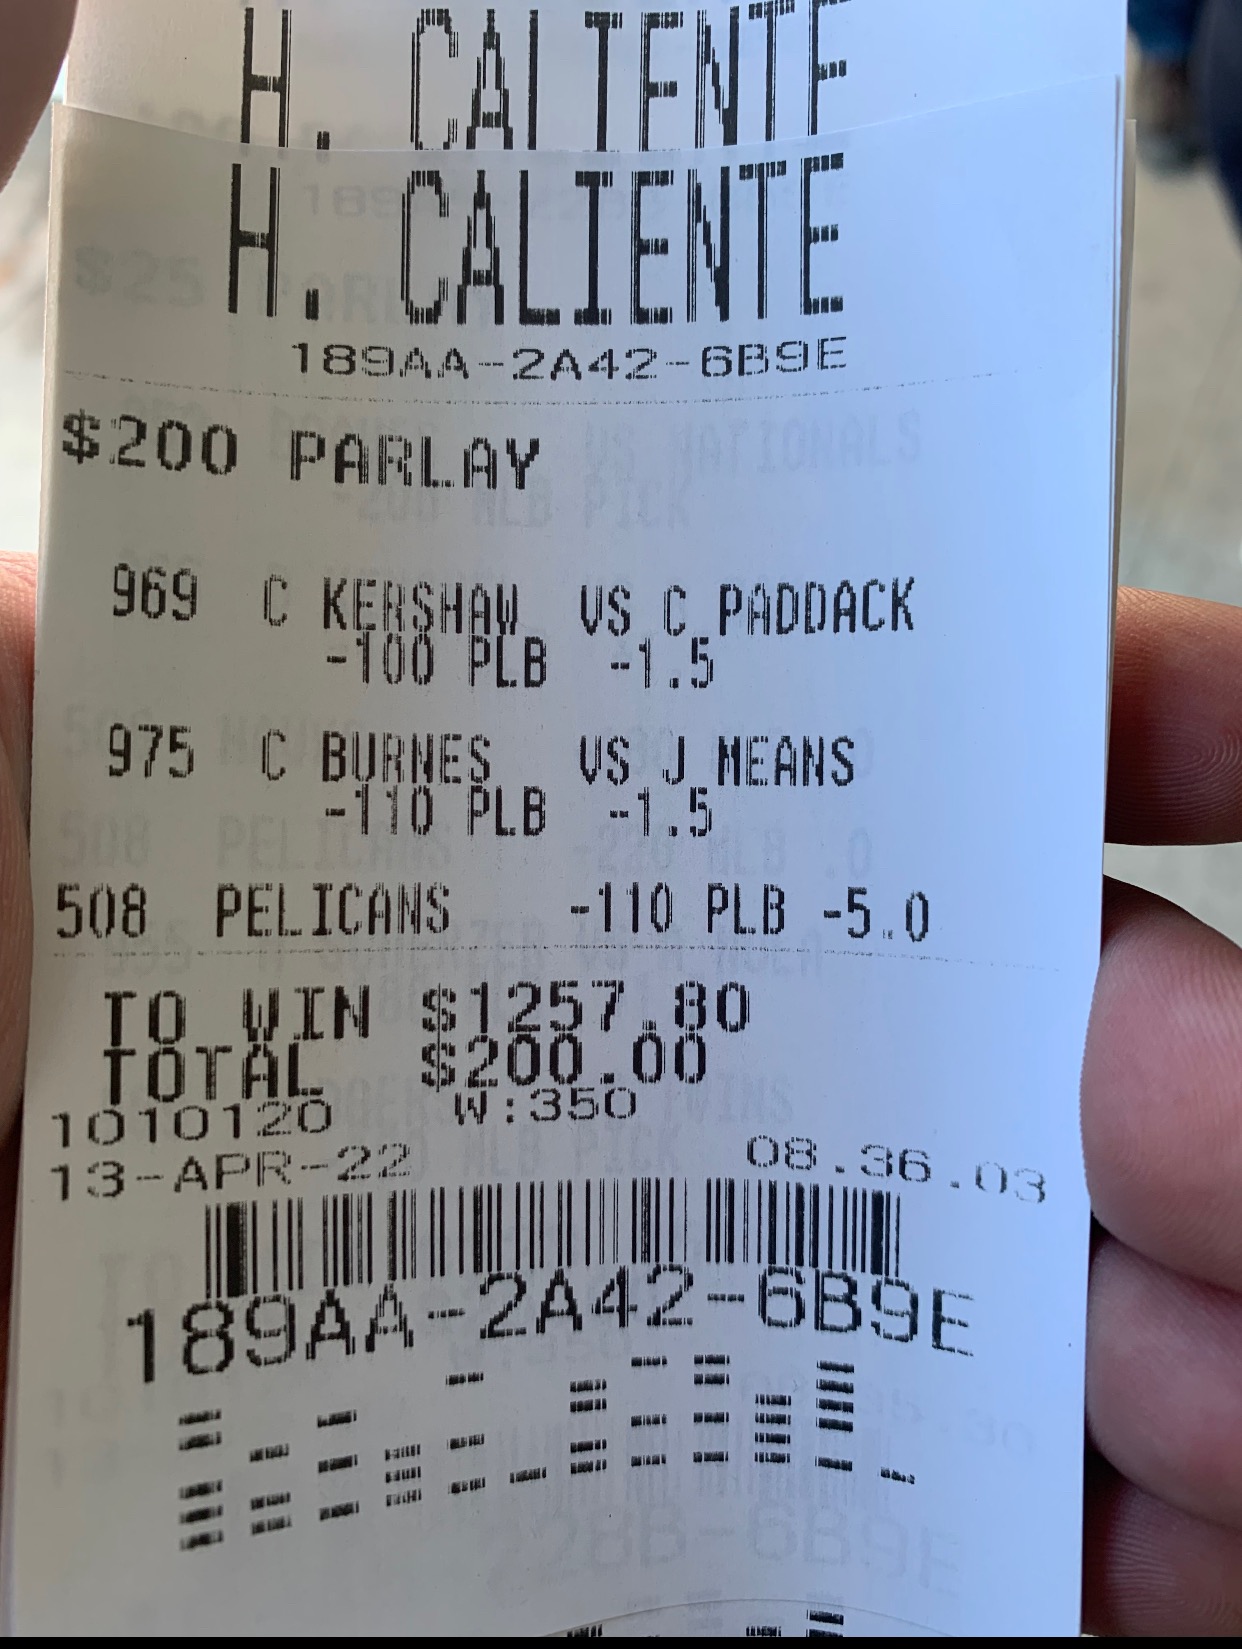 H. CALIENTE
H. CALIENTE
189AA-2A42-6B9E
$200 PARLAY
969 C KERSHAW VS C PADDACK
-100 PLB -1.5
975 C BURNES VS J MEANS
-110 PLB -1.5
508 PELICANS -110 PLB -5.0
TO WIN $1257.80
TOTAL $200.00
1010120 W:350
13-APR-22 08.36.03
189AA-2A42-6B9E